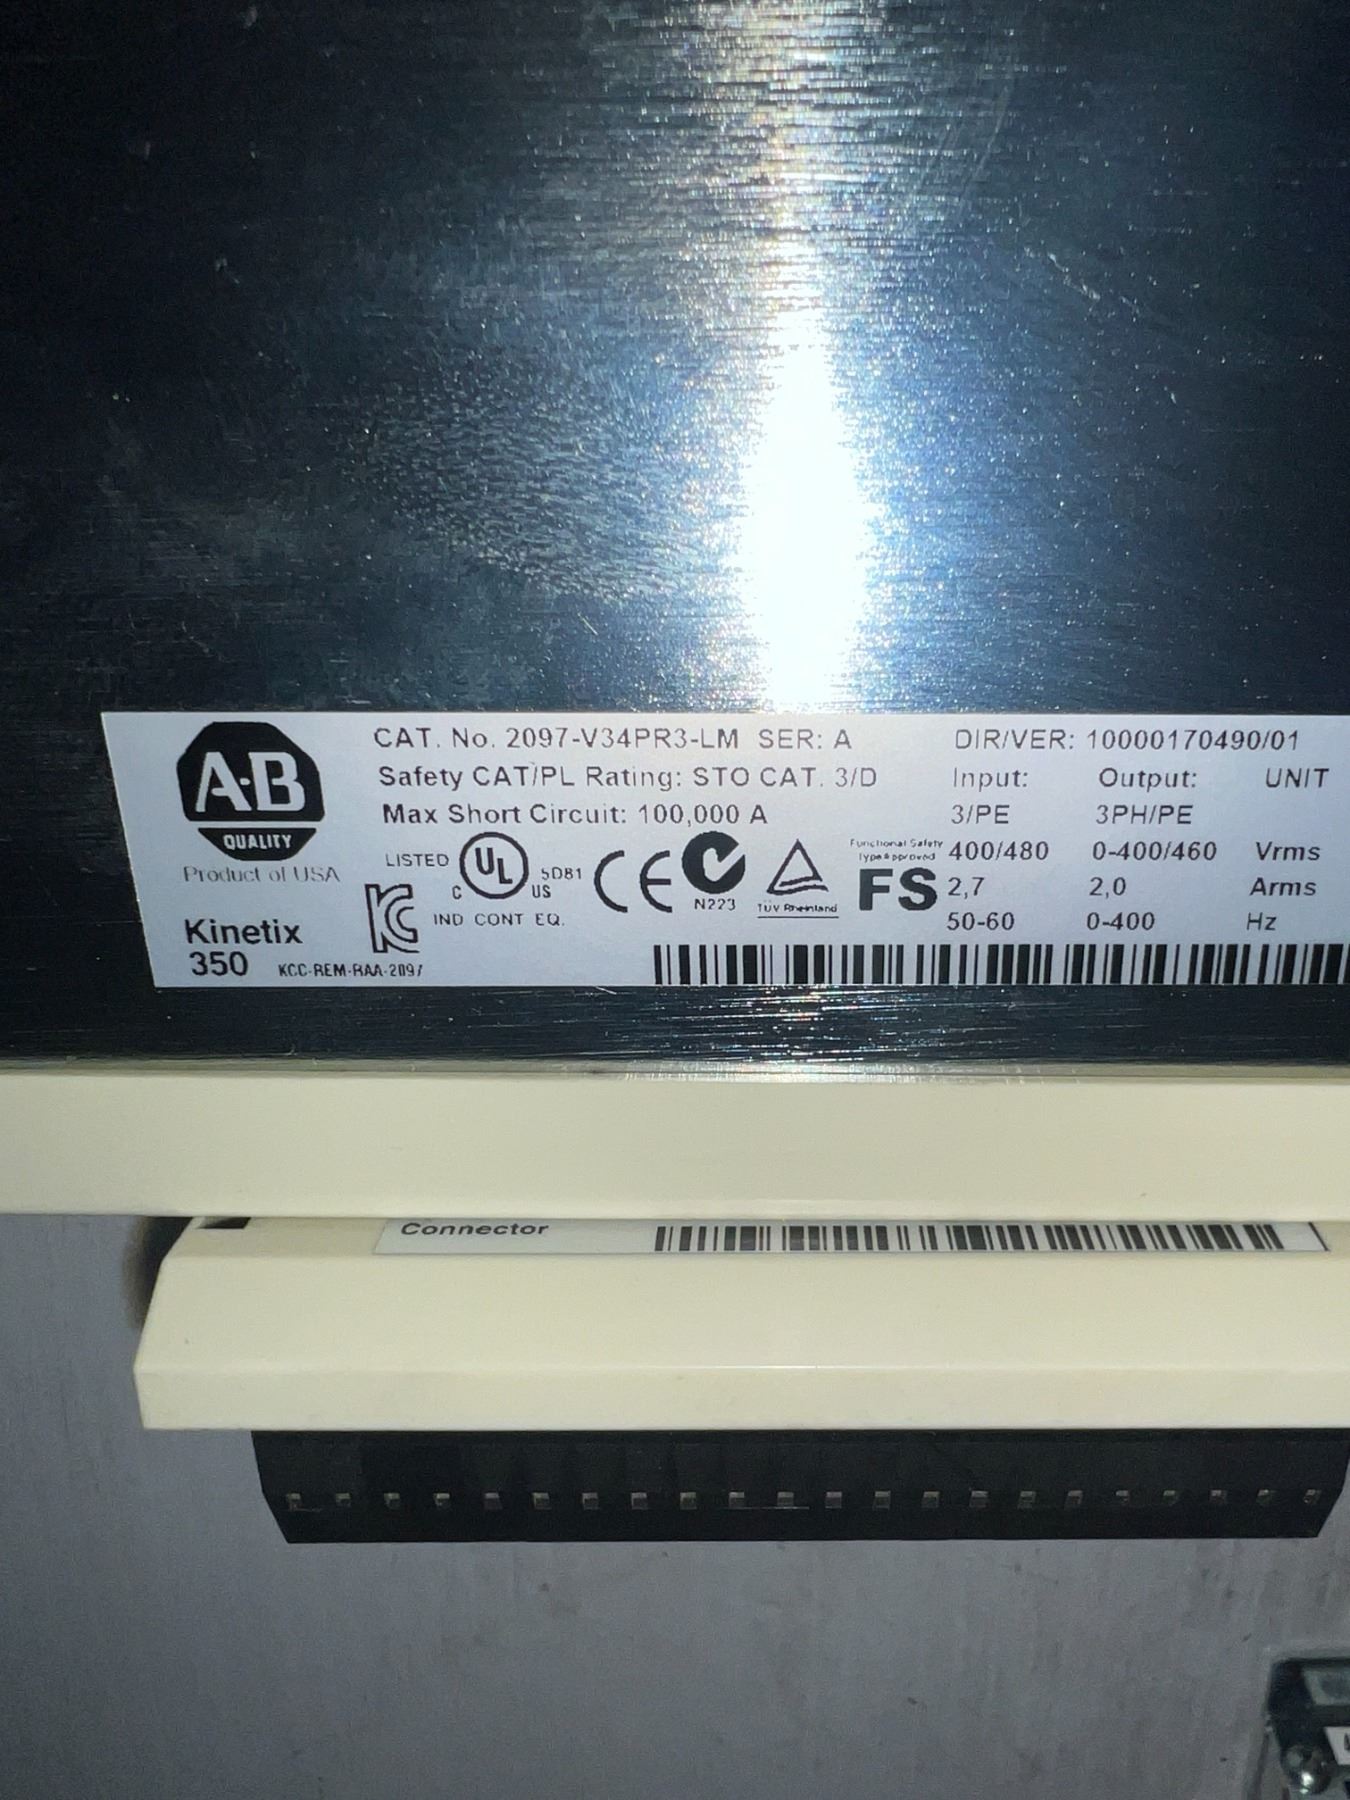 A-B
QUALITY
Product of USA
Kinetix
350
KCC-REM-RAA-2097
CAT. No. 2097-V34PR3-LM SER: A
Safety CAT/PL Rating: STO CAT. 3/D
Max Short Circuit: 100,000 A
LISTED
C UL US
5D81
IND CONT EQ.
CE
N223
TÜV Rheinland
Functional Safety
Type approved
FS
DIR/VER: 10000170490/01
Input: Output: UNIT
3/PE 3PH/PE
400/480 0-400/460 Vrms
2,7 2,0 Arms
50-60 0-400 Hz
Connector